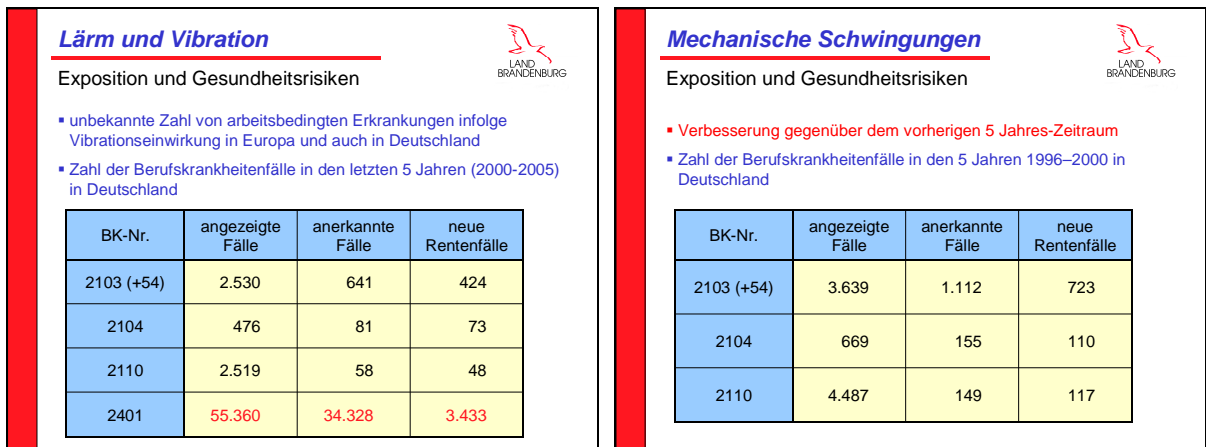 Lärm und Vibration
LAND
BRANDENBURG
Exposition und Gesundheitsrisiken
▪ unbekannte Zahl von arbeitsbedingten Erkrankungen infolge
Vibrationseinwirkung in Europa und auch in Deutschland
▪ Zahl der Berufskrankheitenfälle in den letzten 5 Jahren (2000-2005)
in Deutschland
BK-Nr. angezeigte Fälle anerkannte Fälle neue Rentenfälle
2103 (+54) 2.530 641 424
2104 476 81 73
2110 2.519 58 48
2401 55.360 34.328 3.433
Mechanische Schwingungen
LAND
BRANDENBURG
Exposition und Gesundheitsrisiken
▪ Verbesserung gegenüber dem vorherigen 5 Jahres-Zeitraum
▪ Zahl der Berufskrankheitenfälle in den 5 Jahren 1996–2000 in
Deutschland
BK-Nr. angezeigte Fälle anerkannte Fälle neue Rentenfälle
2103 (+54) 3.639 1.112 723
2104 669 155 110
2110 4.487 149 117